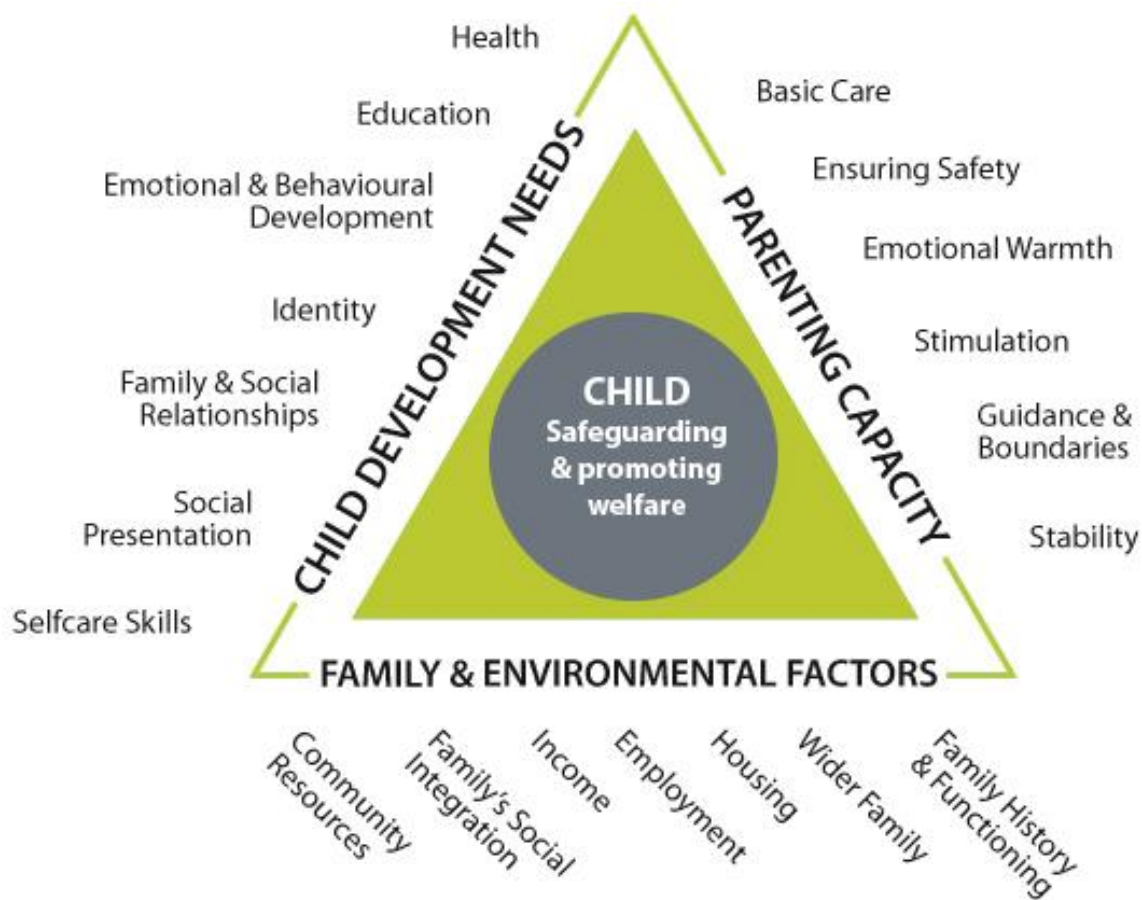 Health
Education
Emotional & Behavioural
Development
Identity
Family & Social
Relationships
Social
Presentation
Selfcare Skills
CHILD DEVELOPMENT NEEDS
Basic Care
Ensuring Safety
Emotional Warmth
Stimulation
Guidance &
Boundaries
Stability
PARENTING CAPACITY
CHILD
Safeguarding
& promoting
welfare
FAMILY & ENVIRONMENTAL FACTORS
Community
Resources
Family's Social
Integration
Income
Employment
Housing
Wider Family
Family History
& Functioning